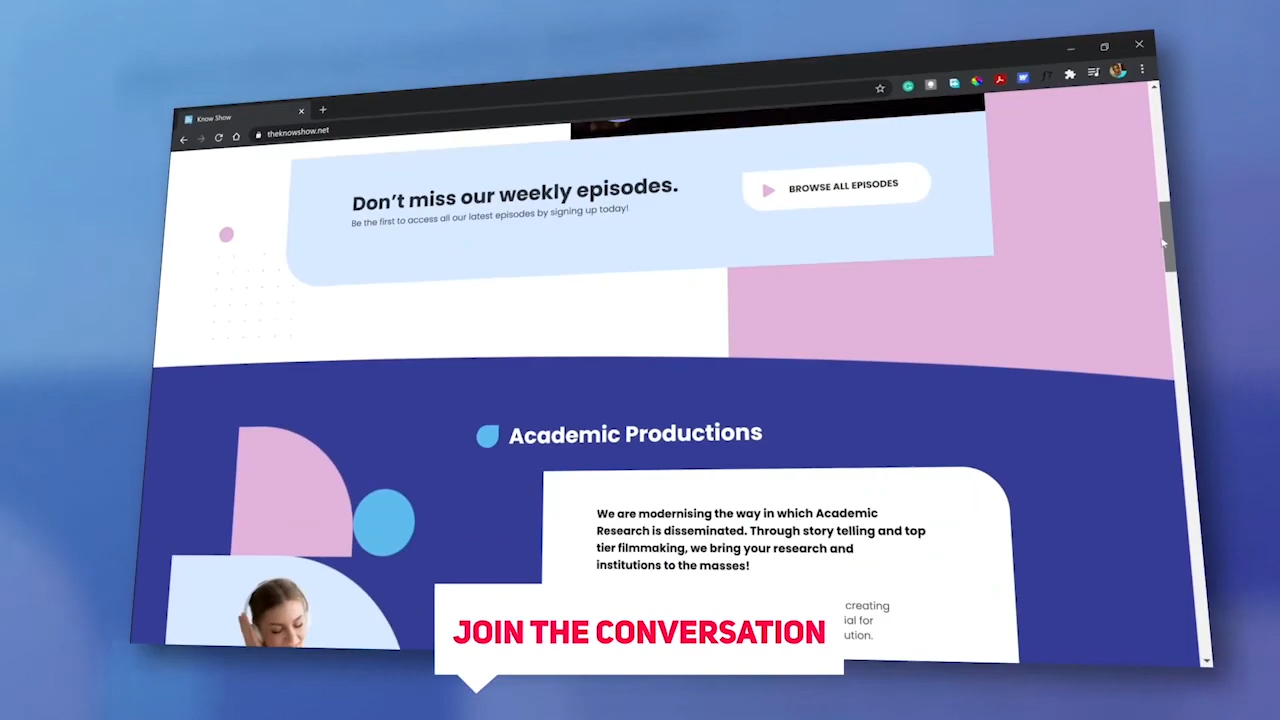 Know Show
theknowshow.net
Don't miss our weekly episodes.
Be the first to access all our latest episodes by signing up today!
BROWSE ALL EPISODES
Academic Productions
We are modernising the way in which Academic
Research is disseminated. Through story telling and top
tier filmmaking, we bring your research and
institutions to the masses!
creating
ial for
ution.
JOIN THE CONVERSATION